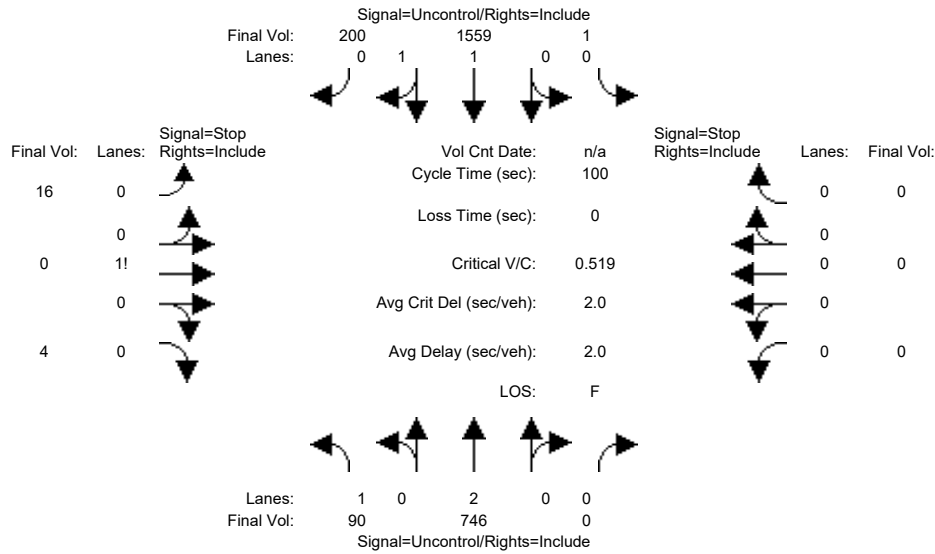 Signal=Uncontrol/Rights=Include
Final Vol: 200 1559 1
Lanes: 0 1 1 0 0
Signal=Stop Signal=Stop
Final Vol: Lanes: Rights=Include Vol Cnt Date: n/a Rights=Include Lanes: Final Vol:
Cycle Time (sec): 100
16 0 0 0
Loss Time (sec): 0
0 0
0 1! Critical V/C: 0.519 0 0
0 Avg Crit Del (sec/veh): 2.0 0
4 0 Avg Delay (sec/veh): 2.0 0 0
LOS: F
Lanes: 1 0 2 0 0
Final Vol: 90 746 0
Signal=Uncontrol/Rights=Include